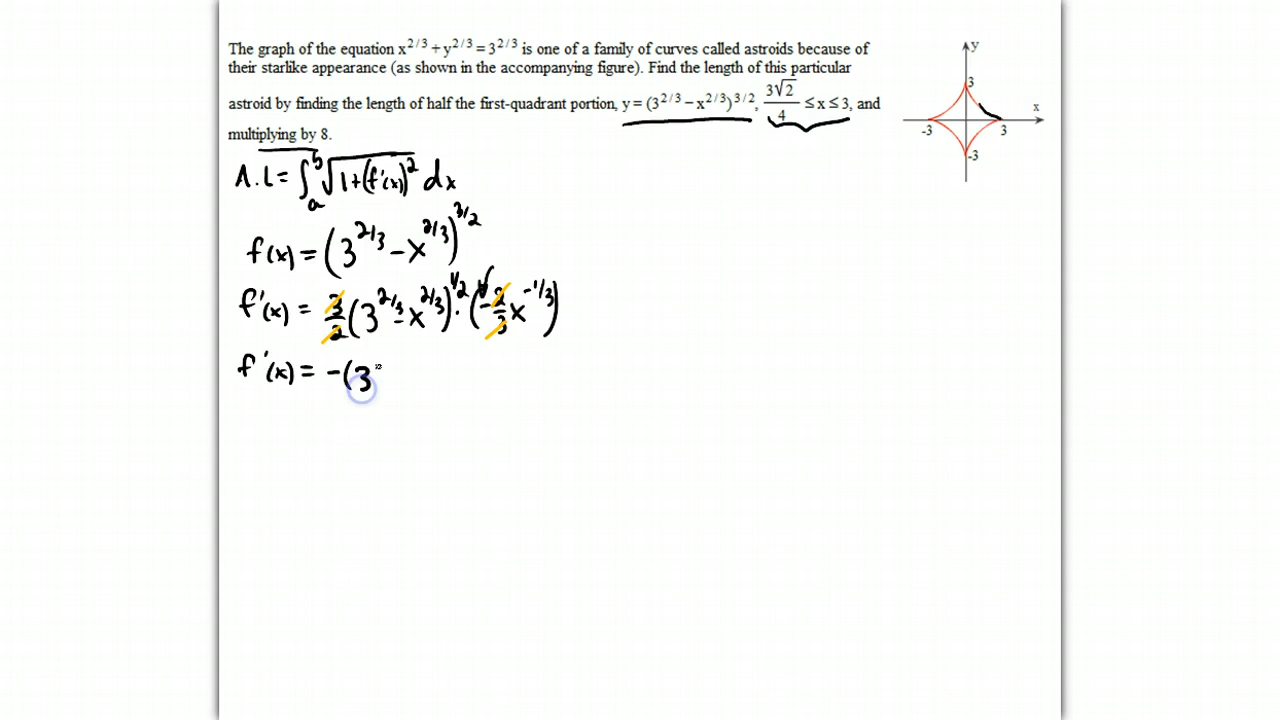 The graph of the equation x^{2/3} + y^{2/3} = 3^{2/3} is one of a family of curves called astroids because of
their starlike appearance (as shown in the accompanying figure). Find the length of this particular
astroid by finding the length of half the first-quadrant portion, y = (3^{2/3} − x^{2/3})^{3/2}, 3√2/4 ≤ x ≤ 3, and
multiplying by 8.
y
3
x
-3
3
-3
A.L = ∫_a^b √(1+(f'(x))^2) dx
f(x) = (3^{2/3} − x^{2/3})^{3/2}
f'(x) = 3/2 (3^{2/3} − x^{2/3})^{1/2} · (−2/3 x^{-1/3})
f'(x) = −(3